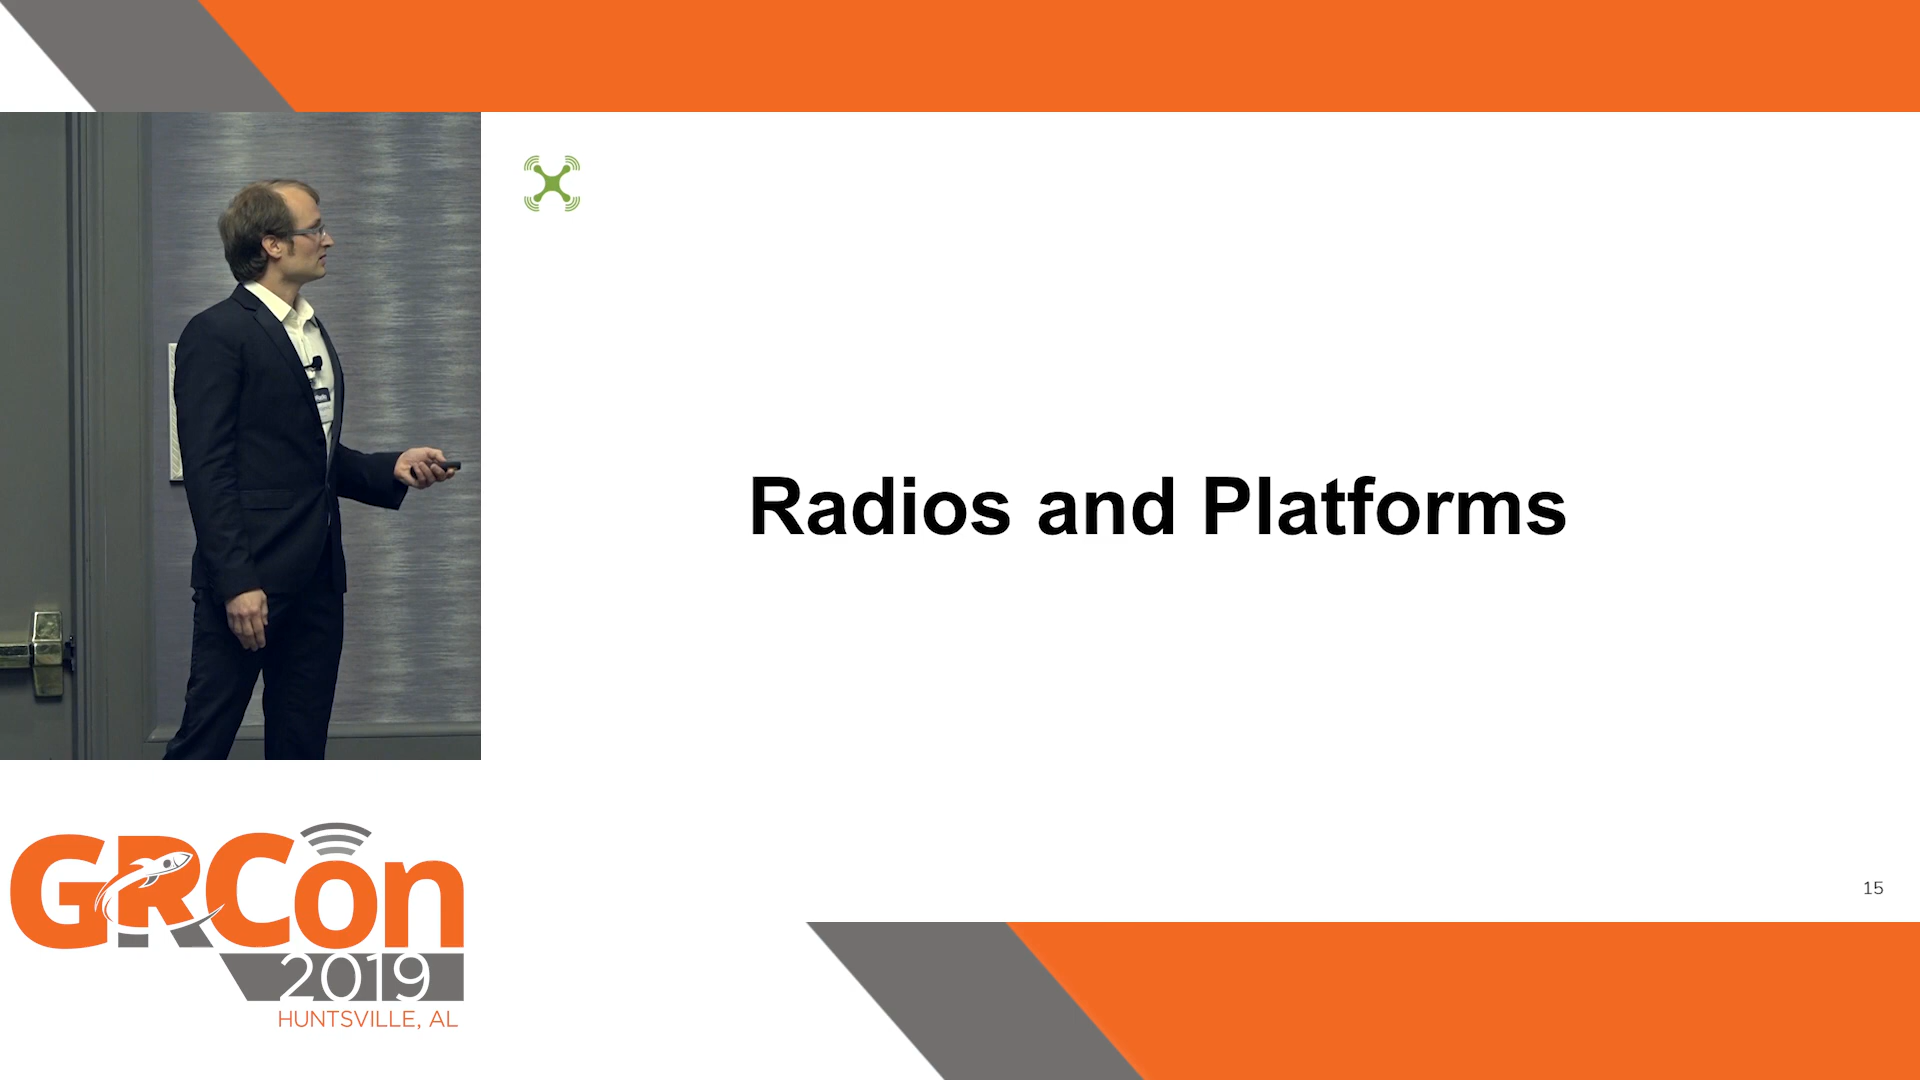 Radios and Platforms
15
GRCon
2019
HUNTSVILLE, AL